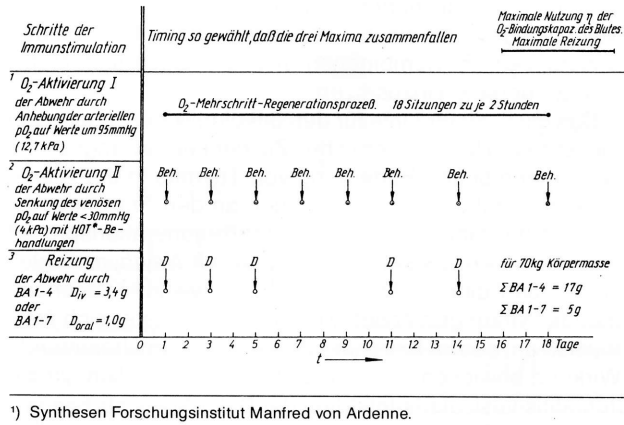 Schritte der
Immunstimulation
Timing so gewählt, daß die drei Maxima zusammenfallen
Maximale Nutzung η der
O₂-Bindungskapaz. des Blutes.
Maximale Reizung
1 O₂-Aktivierung I
der Abwehr durch
Anhebung der arteriellen
pO₂ auf Werte um 95mmHg
(12,7 kPa)
O₂-Mehrschritt-Regenerationsprozeß. 18 Sitzungen zu je 2 Stunden
2 O₂-Aktivierung II
der Abwehr durch
Senkung des venösen
pO₂ auf Werte <30mmHg
(4kPa) mit HOT*-Be-
handlungen
Beh. Beh. Beh. Beh. Beh. Beh. Beh. Beh.
3 Reizung
der Abwehr durch
BA 1-4 D iv = 3,4 g
oder
BA 1-7 D oral = 1,0g
D D D D D
für 70kg Körpermasse
Σ BA 1-4 = 17g
Σ BA 1-7 = 5g
0 1 2 3 4 5 6 7 8 9 10 11 12 13 14 15 16 17 18 Tage
t
¹) Synthesen Forschungsinstitut Manfred von Ardenne.